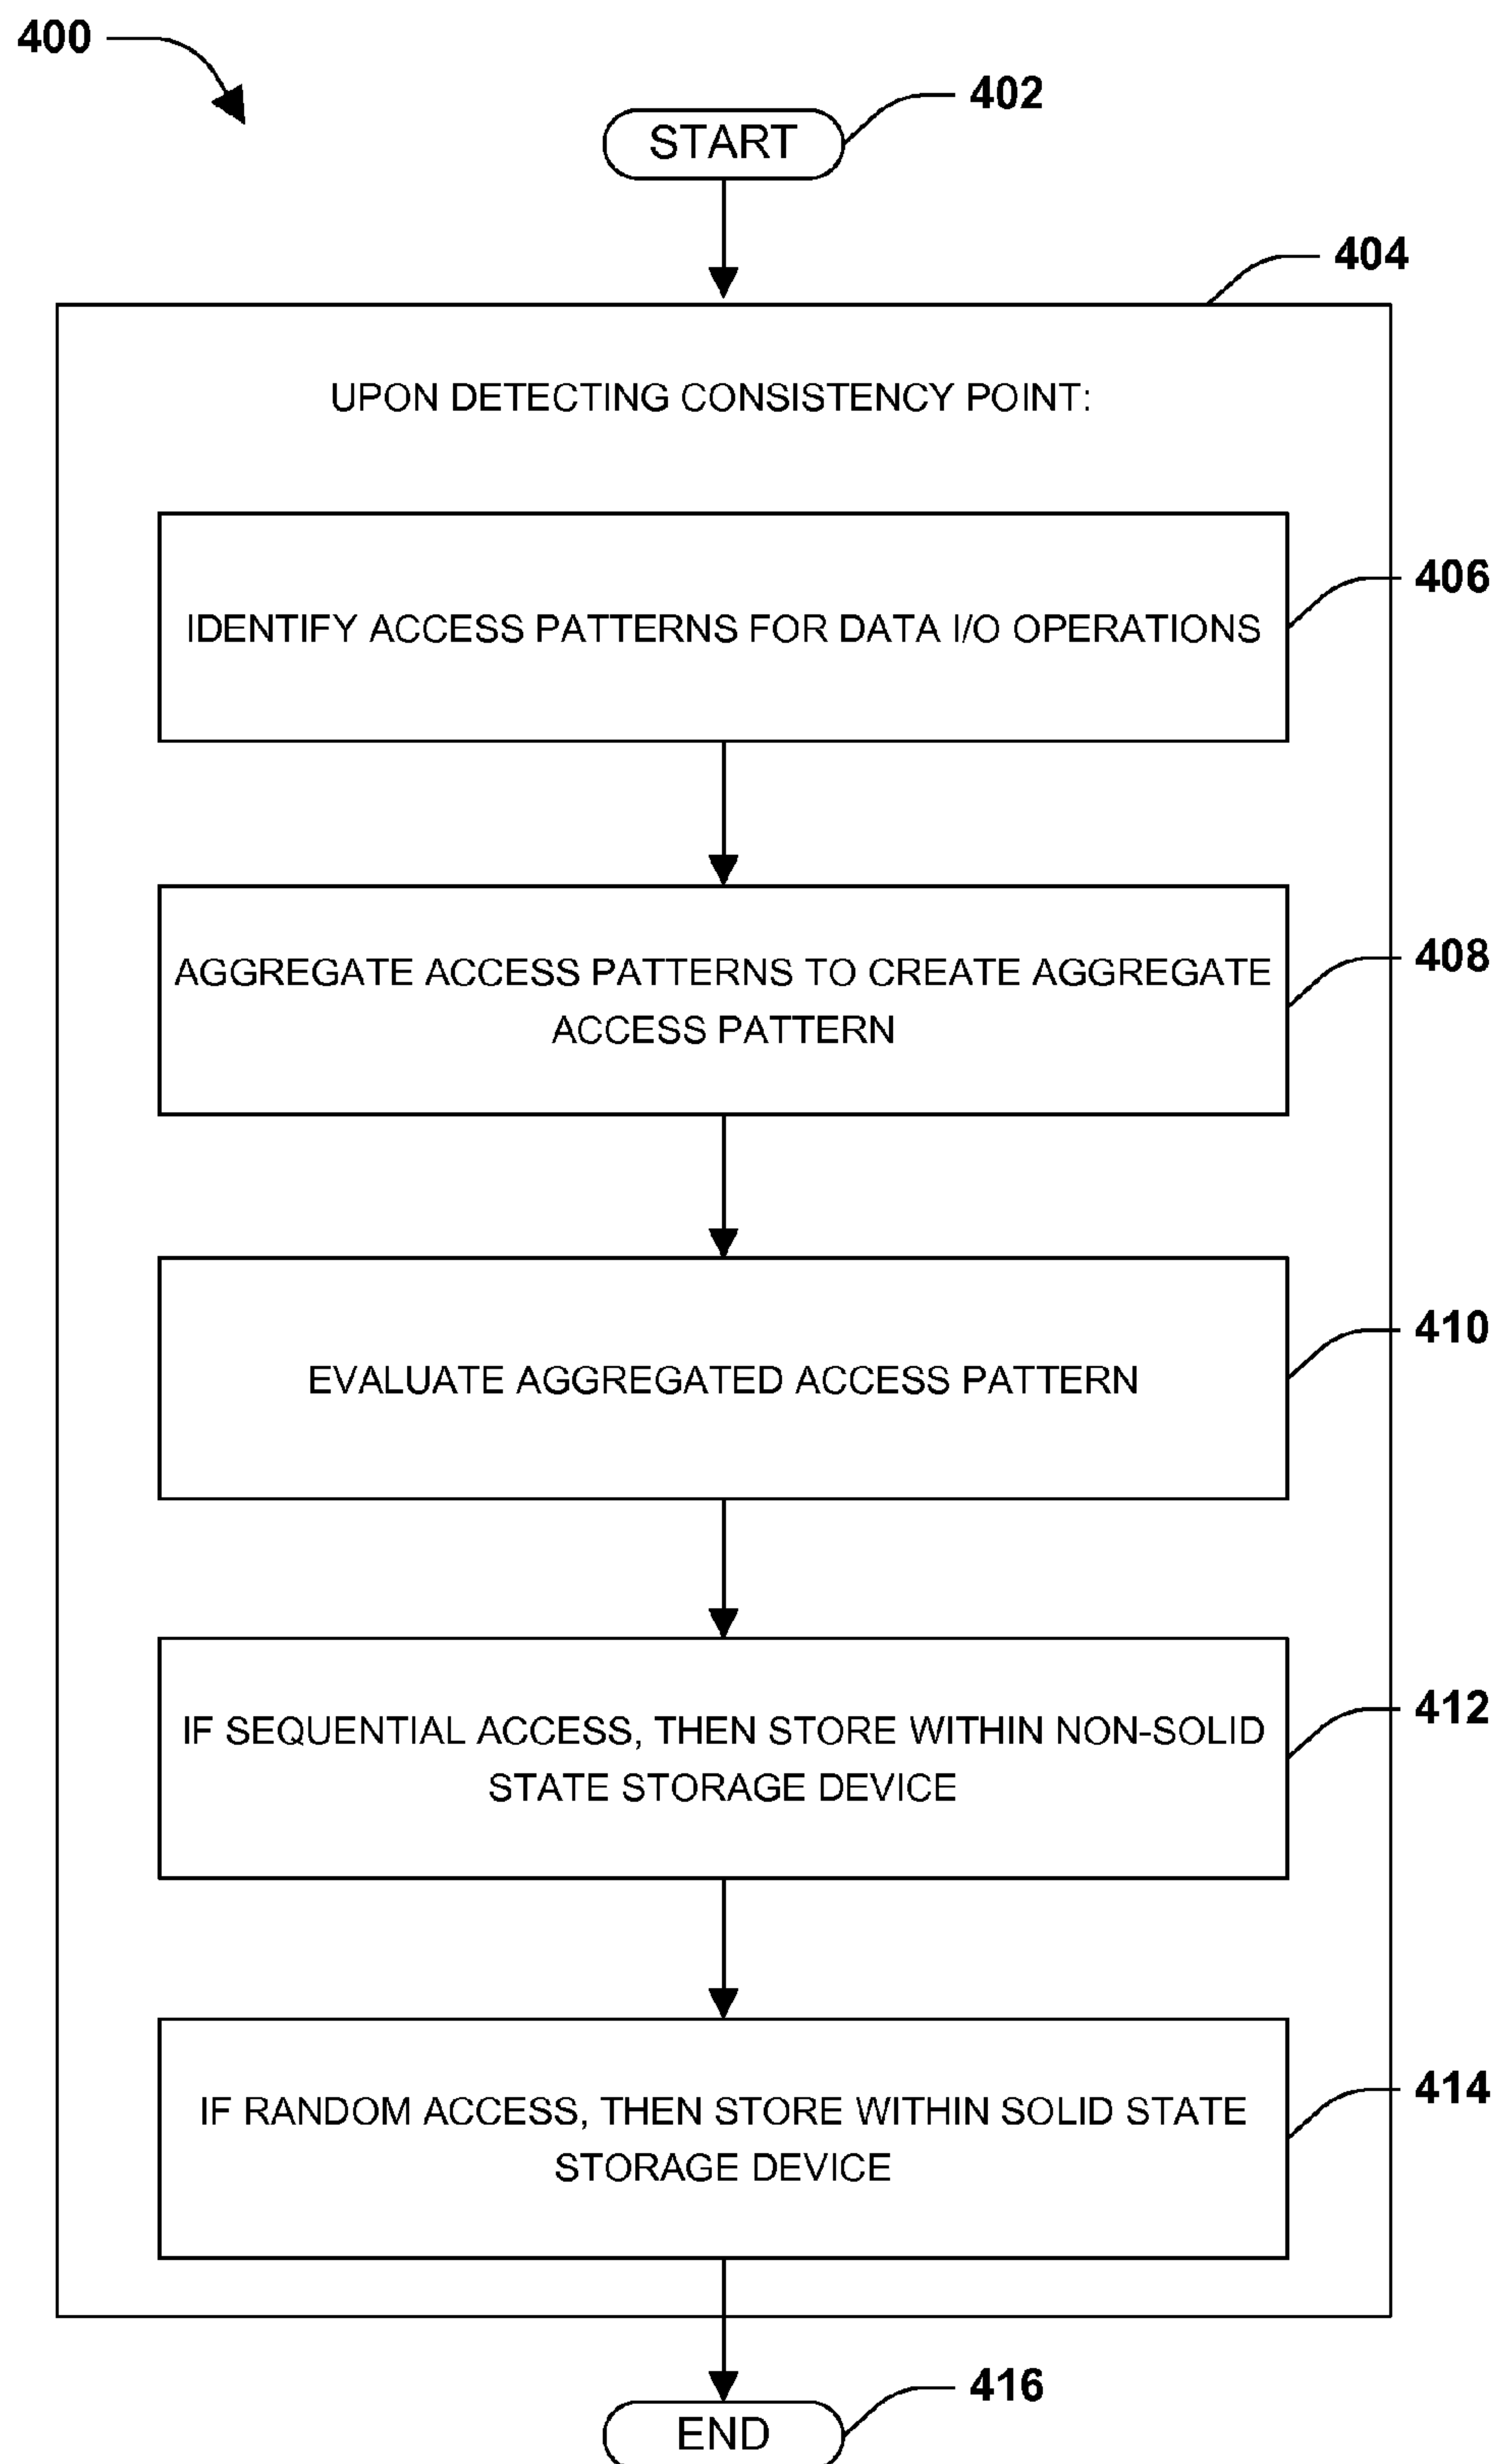 400
402
START
404
UPON DETECTING CONSISTENCY POINT:
406
IDENTIFY ACCESS PATTERNS FOR DATA I/O OPERATIONS
408
AGGREGATE ACCESS PATTERNS TO CREATE AGGREGATE
ACCESS PATTERN
410
EVALUATE AGGREGATED ACCESS PATTERN
412
IF SEQUENTIAL ACCESS, THEN STORE WITHIN NON-SOLID
STATE STORAGE DEVICE
414
IF RANDOM ACCESS, THEN STORE WITHIN SOLID STATE
STORAGE DEVICE
416
END